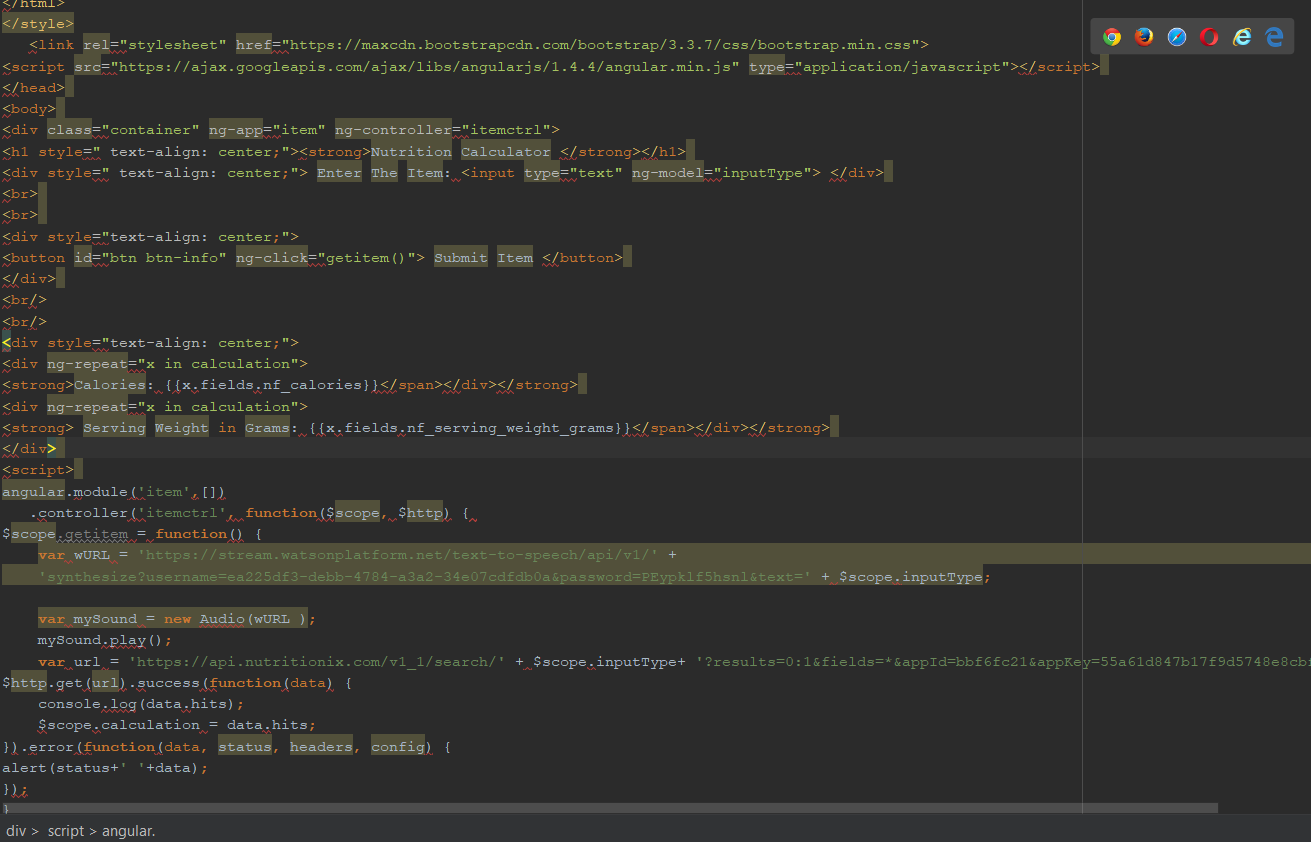 </html>
</style>
<link rel="stylesheet" href="https://maxcdn.bootstrapcdn.com/bootstrap/3.3.7/css/bootstrap.min.css">
<script src="https://ajax.googleapis.com/ajax/libs/angularjs/1.4.4/angular.min.js" type="application/javascript"></script>
</head>
<body>
<div class="container" ng-app="item" ng-controller="itemctrl">
<h1 style=" text-align: center;"><strong>Nutrition Calculator </strong></h1>
<div style=" text-align: center;"> Enter The Item: <input type="text" ng-model="inputType"> </div>
<br>
<br>
<div style="text-align: center;">
<button id="btn btn-info" ng-click="getitem()"> Submit Item </button>
</div>
<br/>
<br/>
<div style="text-align: center;">
<div ng-repeat="x in calculation">
<strong>Calories: {{x.fields.nf_calories}}</span></div></strong>
<div ng-repeat="x in calculation">
<strong> Serving Weight in Grams: {{x.fields.nf_serving_weight_grams}}</span></div></strong>
</div>
<script>
angular.module('item',[])
.controller('itemctrl', function($scope, $http) {
$scope.getitem = function() {
var wURL = 'https://stream.watsonplatform.net/text-to-speech/api/v1/' +
'synthesize?username=ea225df3-debb-4784-a3a2-34e07cdfdb0a&password=PEypklf5hsnl&text=' + $scope.inputType;
var mySound = new Audio(wURL );
mySound.play();
var url = 'https://api.nutritionix.com/v1_1/search/' + $scope.inputType+ '?results=0:1&fields=*&appId=bbf6fc21&appKey=55a61d847b17f9d5748e8cb
$http.get(url).success(function(data) {
console.log(data.hits);
$scope.calculation = data.hits;
}).error(function(data, status, headers, config) {
alert(status+' '+data);
});
}
div > script > angular.